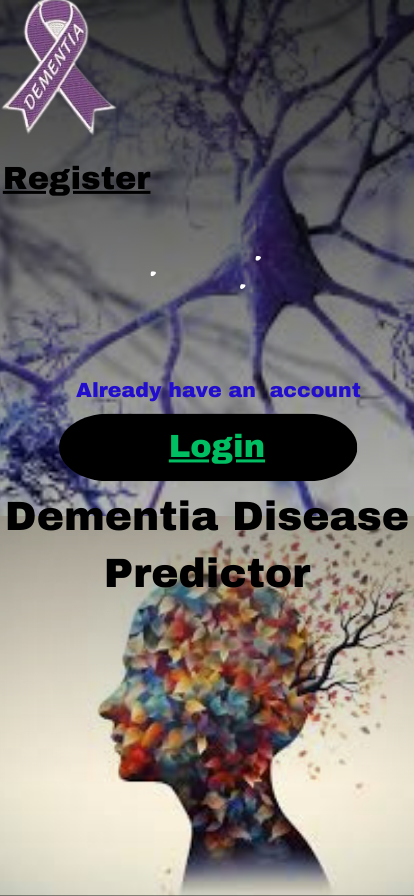 DEMENTIA
Register
Already have an account
Login
Dementia Disease
Predictor